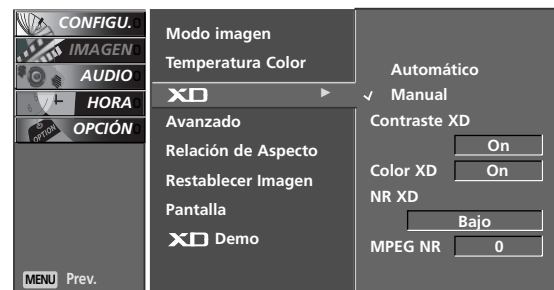 CONFIGU.
IMAGEN
AUDIO
HORA
OPCIÓN
OPTION
MENU Prev.
Modo imagen
Temperatura Color
XD
Avanzado
Relación de Aspecto
Restablecer Imagen
Pantalla
XD Demo
Automático
Manual
Contraste XD
On
Color XD On
NR XD
Bajo
MPEG NR 0